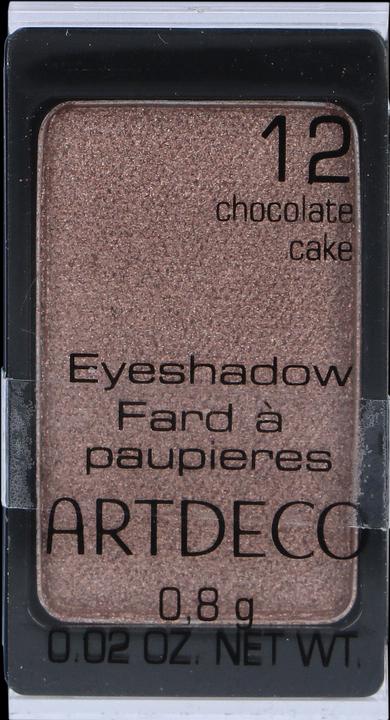 12
chocolate
cake
Eyeshadow
Fard à
paupieres
ARTDECO
0,8 g
0.02 OZ. NET WT.